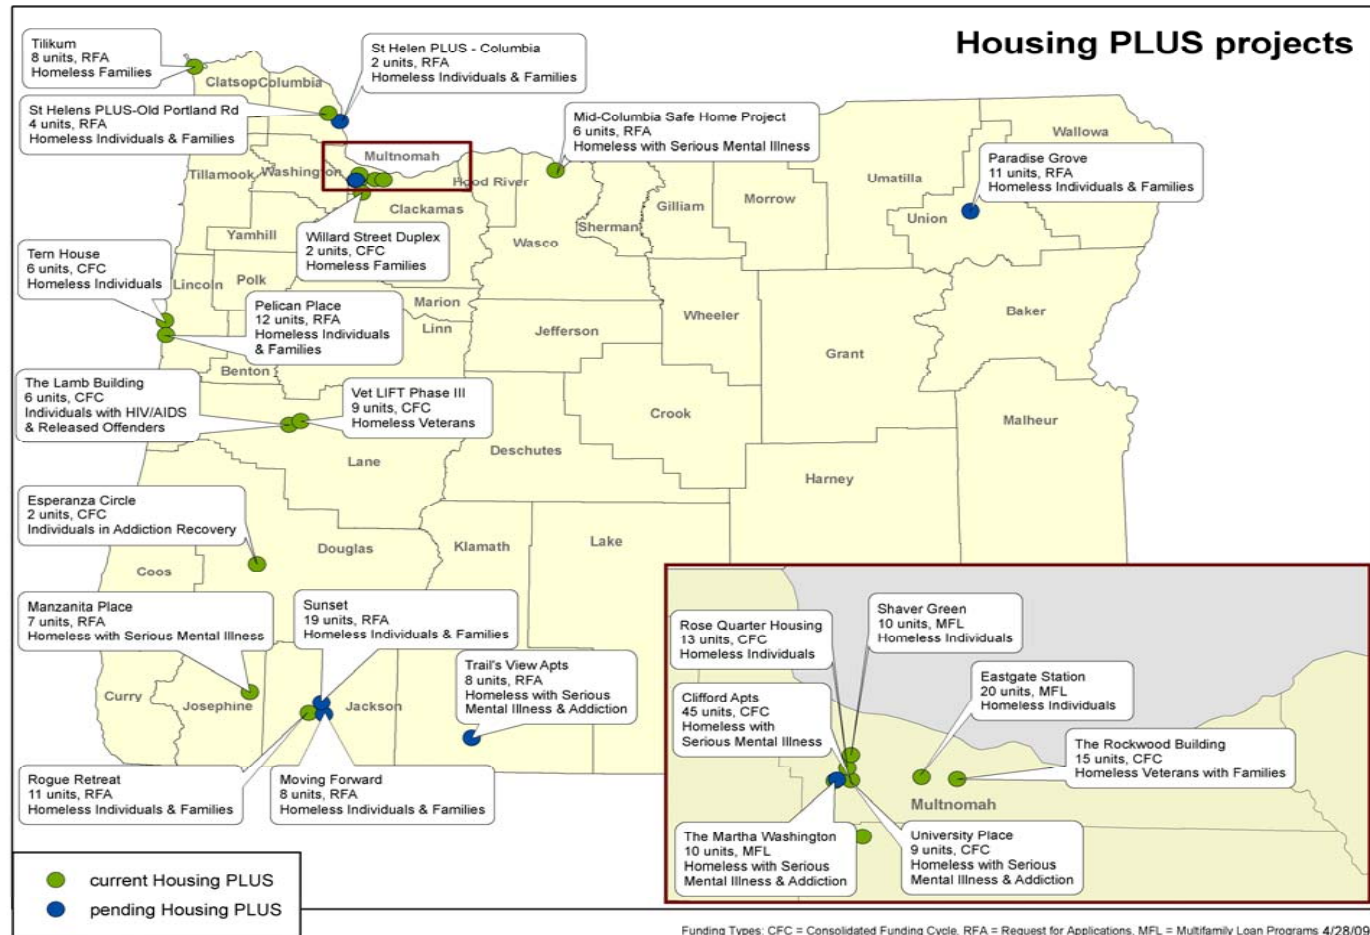 Housing PLUS projects
Tilikum
8 units, RFA
Homeless Families
St Helen PLUS - Columbia
2 units, RFA
Homeless Individuals & Families
Clatsop
Columbia
St Helens PLUS-Old Portland Rd
4 units, RFA
Homeless Individuals & Families
Mid-Columbia Safe Home Project
6 units, RFA
Homeless with Serious Mental Illness
Wallowa
Paradise Grove
11 units, RFA
Homeless Individuals & Families
Multnomah
Tillamook
Washington
Hood River
Umatilla
Union
Gilliam
Morrow
Clackamas
Sherman
Yamhill
Willard Street Duplex
2 units, CFC
Homeless Families
Wasco
Tern House
6 units, CFC
Homeless Individuals
Lincoln
Polk
Marion
Pelican Place
12 units, RFA
Homeless Individuals
& Families
Linn
Jefferson
Wheeler
Baker
Grant
Benton
The Lamb Building
6 units, CFC
Individuals with HIV/AIDS
& Released Offenders
Vet LIFT Phase III
9 units, CFC
Homeless Veterans
Crook
Malheur
Lane
Deschutes
Harney
Esperanza Circle
2 units, CFC
Individuals in Addiction Recovery
Douglas
Klamath
Lake
Coos
Manzanita Place
7 units, RFA
Homeless with Serious Mental Illness
Sunset
19 units, RFA
Homeless Individuals & Families
Trail's View Apts
8 units, RFA
Homeless with Serious
Mental Illness & Addiction
Curry
Josephine
Jackson
Rogue Retreat
11 units, RFA
Homeless Individuals & Families
Moving Forward
8 units, RFA
Homeless Individuals & Families
Shaver Green
10 units, MFL
Homeless Individuals
Rose Quarter Housing
13 units, CFC
Homeless Individuals
Eastgate Station
20 units, MFL
Homeless Individuals
Clifford Apts
45 units, CFC
Homeless with
Serious Mental Illness
The Rockwood Building
15 units, CFC
Homeless Veterans with Families
Multnomah
The Martha Washington
10 units, MFL
Homeless with Serious
Mental Illness & Addiction
University Place
9 units, CFC
Homeless with Serious
Mental Illness & Addiction
current Housing PLUS
pending Housing PLUS
Funding Types: CFC = Consolidated Funding Cycle, RFA = Request for Applications, MFL = Multifamily Loan Programs 4/28/09